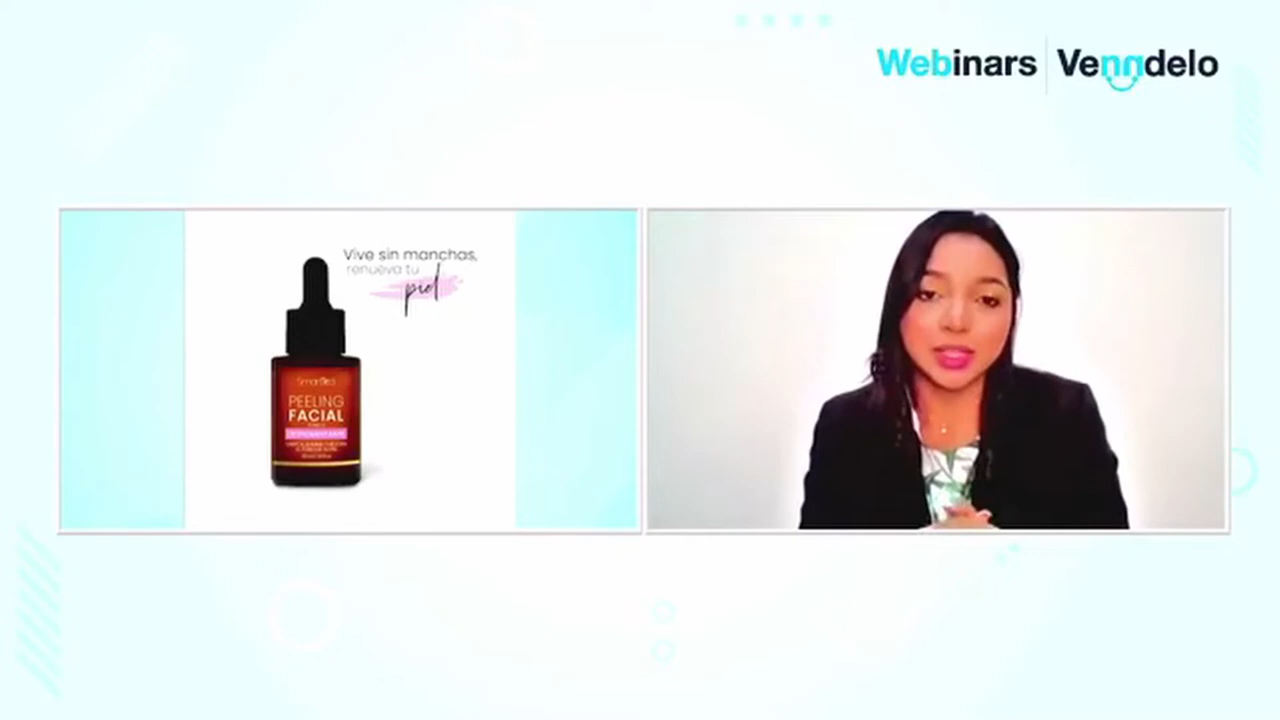 Webinars | Venndelo
Vive sin manchas,
renueva tu
piel
PEELING
FACIAL